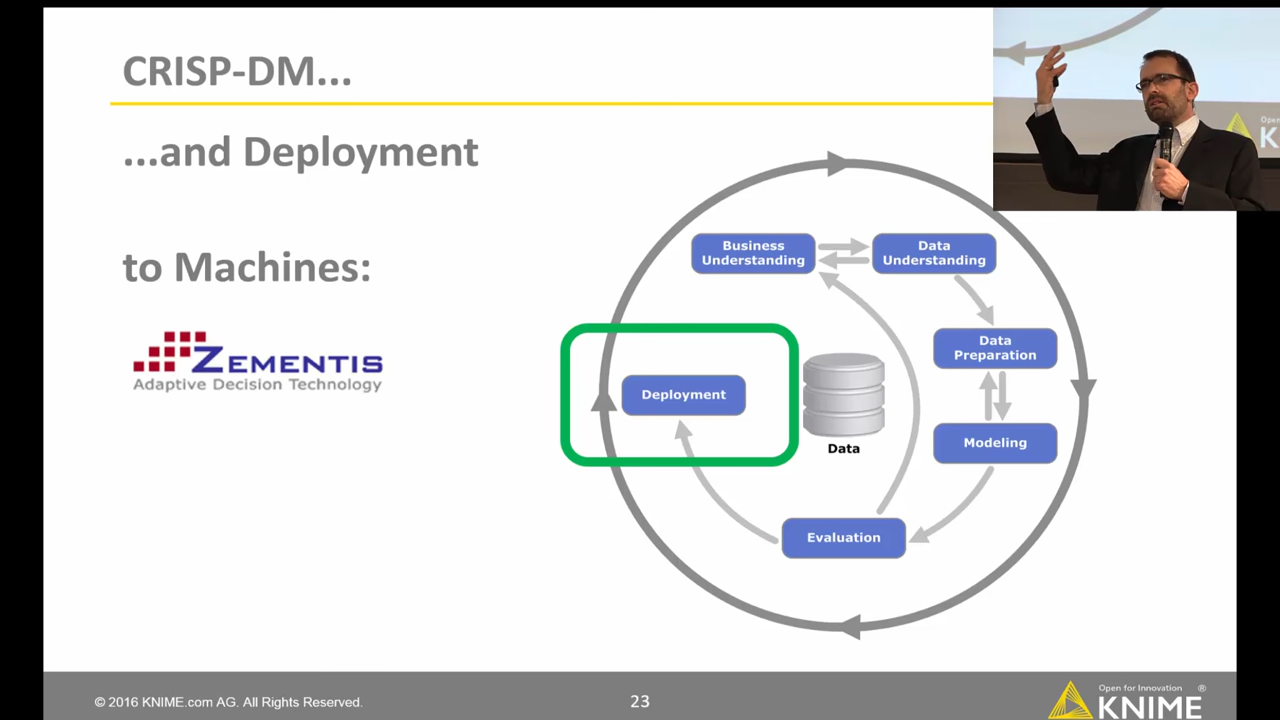 CRISP-DM...
...and Deployment
to Machines:
ZEMENTIS
Adaptive Decision Technology
Business
Understanding
Data
Understanding
Data
Preparation
Deployment
Data
Modeling
Evaluation
© 2016 KNIME.com AG. All Rights Reserved.
23
Open for Innovation ®
KNIME